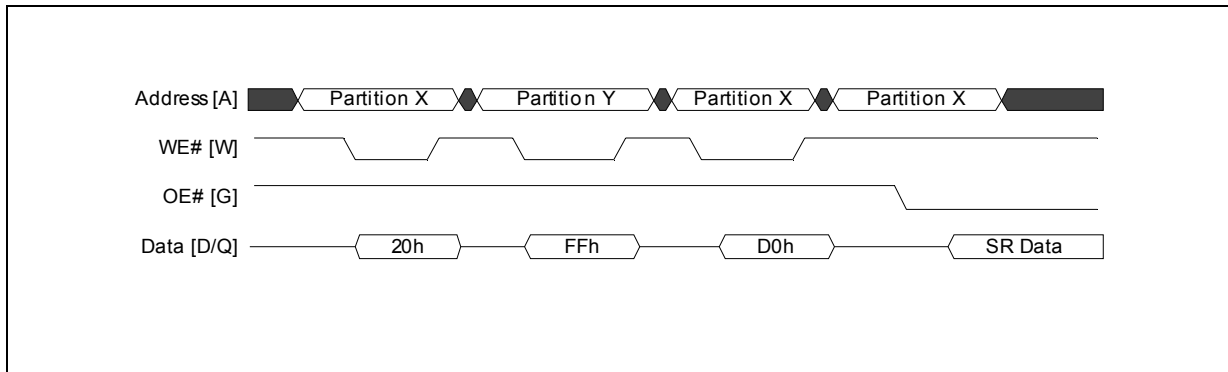 Address [A] Partition X Partition Y Partition X Partition X
WE# [W]
OE# [G]
Data [D/Q] 20h FFh D0h SR Data